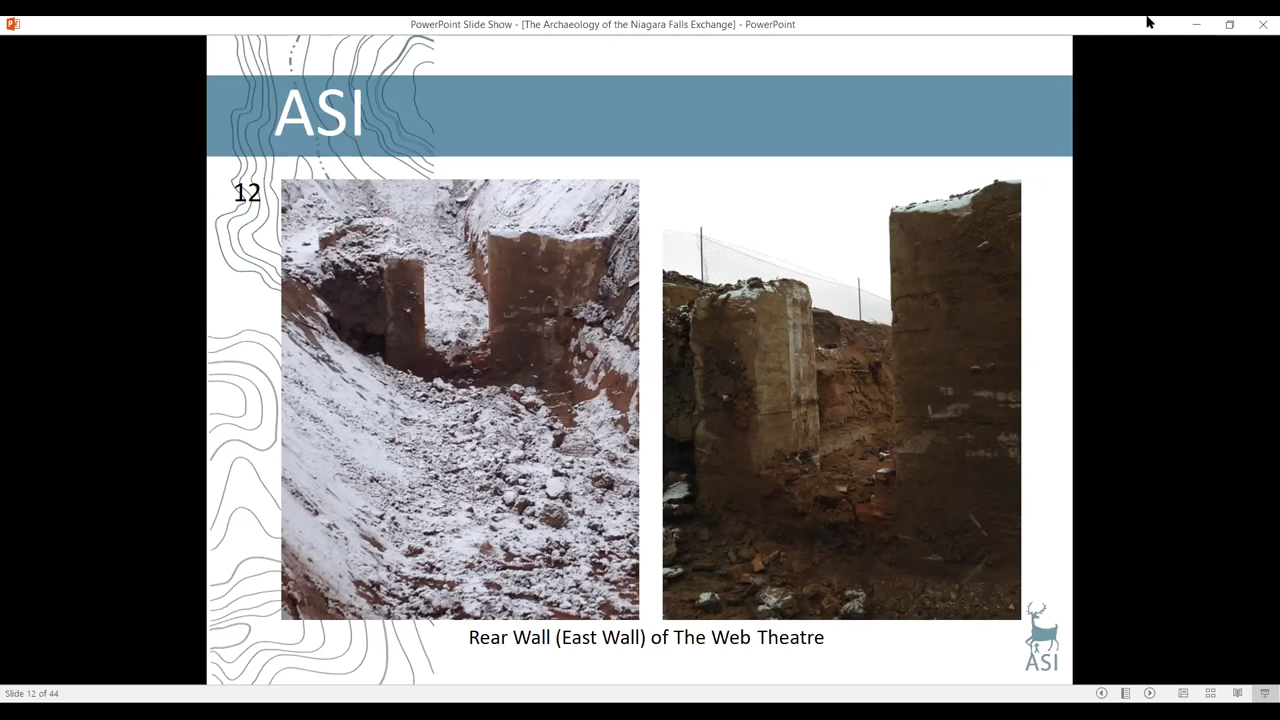 PowerPoint Slide Show - [The Archaeology of the Niagara Falls Exchange] - PowerPoint
ASI
12
Rear Wall (East Wall) of The Web Theatre
ASI
Slide 12 of 44